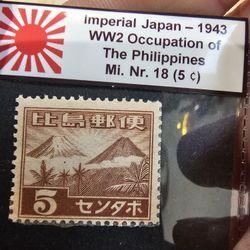 Imperial Japan – 1943
WW2 Occupation of
The Philippines
Mi. Nr. 18 (5 ¢)
比島郵便
5 センタボ